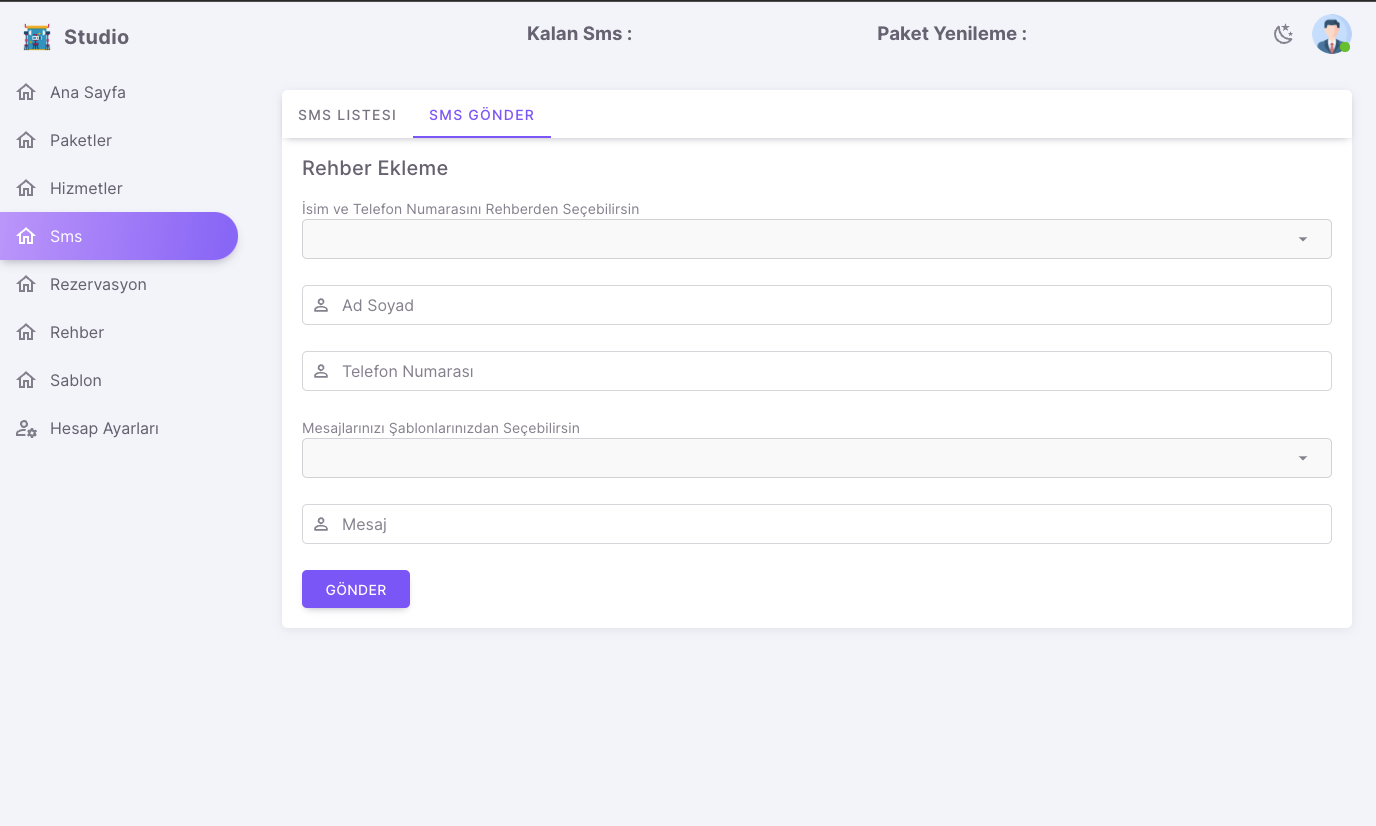 Studio
Kalan Sms :
Paket Yenileme :
Ana Sayfa
Paketler
Hizmetler
Sms
Rezervasyon
Rehber
Sablon
Hesap Ayarları
SMS LISTESI
SMS GÖNDER
Rehber Ekleme
İsim ve Telefon Numarasını Rehberden Seçebilirsin
Ad Soyad
Telefon Numarası
Mesajlarınızı Şablonlarınızdan Seçebilirsin
Mesaj
GÖNDER